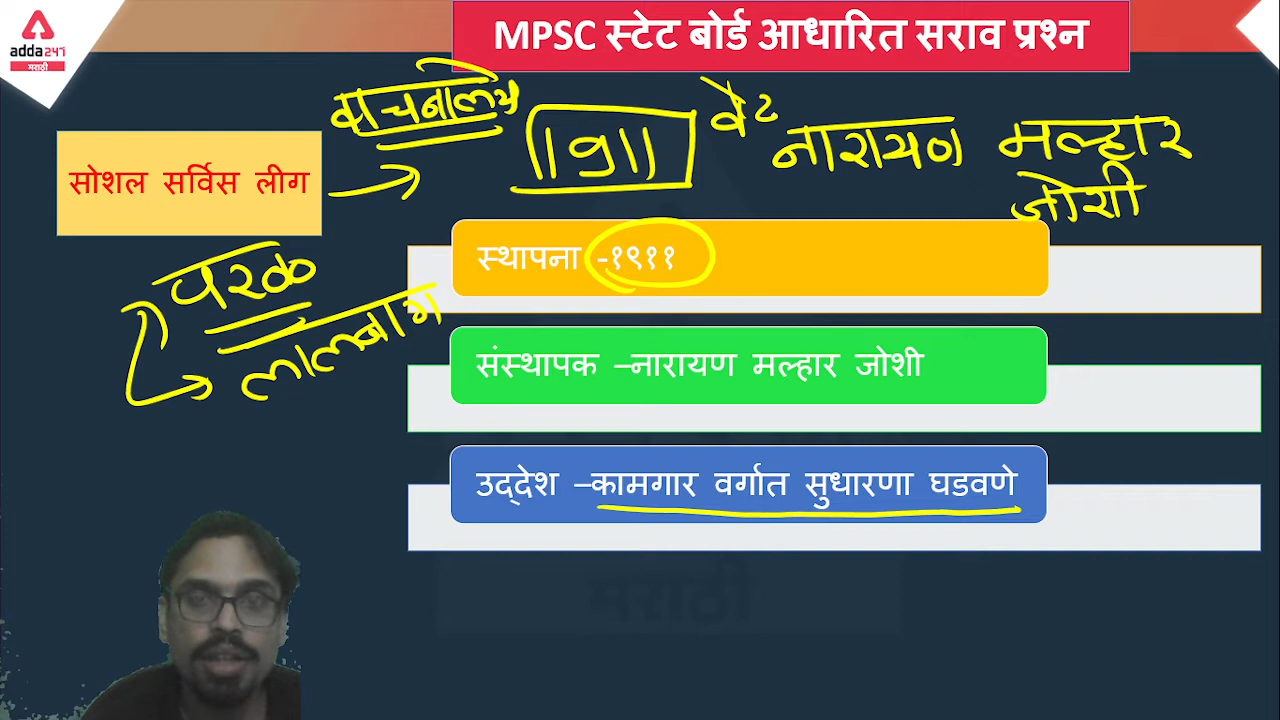 adda247
मराठी
MPSC स्टेट बोर्ड आधारित सराव प्रश्न
वाचनालय
1911
नारायण मल्हार
जोशी
सोशल सर्विस लीग
स्थापना -१९११
परळ
लालबाग
संस्थापक –नारायण मल्हार जोशी
उद्देश –कामगार वर्गात सुधारणा घडवणे
मराठी